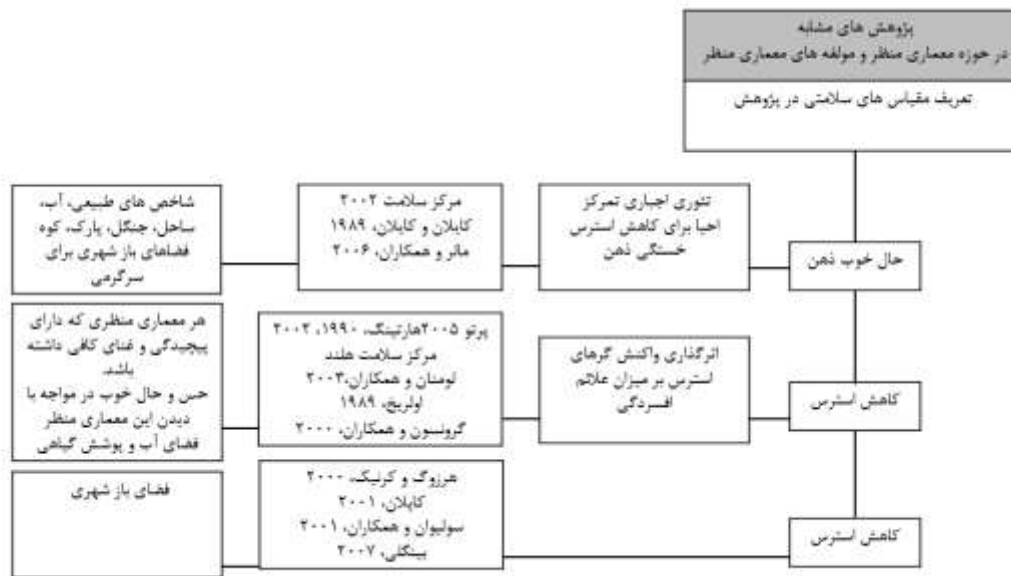 پژوهش های مشابه
در حوزه معماری منظر و مولفه های معماری منظر
تعریف مقیاس های سلامتی در پژوهش
حال خوب ذهن
تئوری اجباری تمرکز
احیا برای کاهش استرس
خستگی ذهن
مرکز سلامت ۲۰۰۲
کاپلان و کاپلان، ۱۹۸۹
مائر و همکاران، ۲۰۰۶
شاخص های طبیعی، آب،
ساحل، جنگل، پارک، کوه
فضاهای باز شهری برای
سرگرمی
کاهش استرس
اثرگذاری واکنش گرهای
استرس بر میزان علائم
افسردگی
پرتو ۲۰۰۵هارتینگ، ۱۹۹۰، ۲۰۰۲
مرکز سلامت هلند
لومنان و همکاران،۲۰۰۳
اولریخ، ۱۹۸۹
گرونسون و همکاران، ۲۰۰۰
هر معماری منظری که دارای
پیچیدگی و غنای کافی داشته
باشد.
حس و حال خوب در مواجه با
دیدن این معماری منظر
فضای آب و پوشش گیاهی
کاهش استرس
هرزوگ و کرنیک، ۲۰۰۰
کاپلان، ۲۰۰۱
سولیوان و همکاران، ۲۰۰۱
بینگلی، ۲۰۰۷
فضای باز شهری